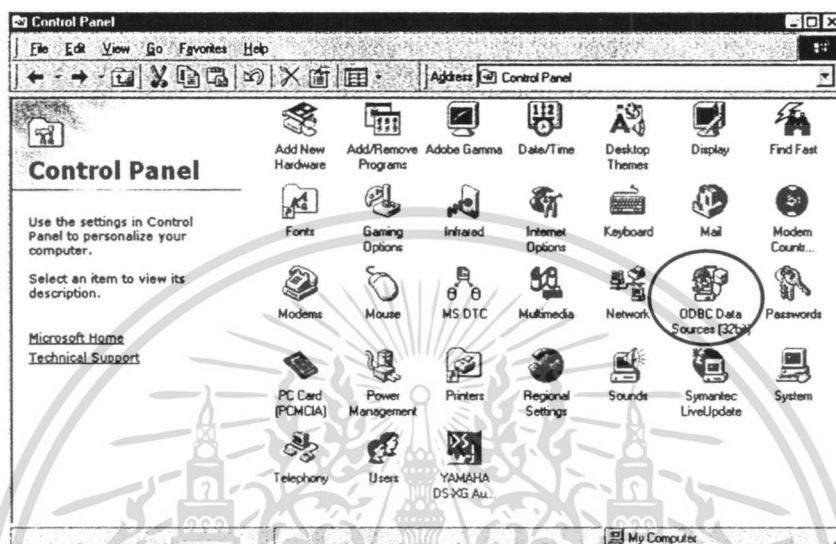 Control Panel
File Edit View Go Favorites Help
Address Control Panel
Control Panel
Use the settings in Control
Panel to personalize your
computer.
Select an item to view its
description.
Microsoft Home
Technical Support
Add New
Hardware
Add/Remove
Programs
Adobe Gamma
Date/Time
Desktop
Themes
Display
Find Fast
Fonts
Gaming
Options
Infrared
Internet
Options
Keyboard
Mail
Modem
Countr...
Modems
Mouse
MS DTC
Multimedia
Network
ODBC Data
Sources (32bit)
Passwords
PC Card
(PCMCIA)
Power
Management
Printers
Regional
Settings
Sounds
Symantec
LiveUpdate
System
Telephony
Users
YAMAHA
DS-XG Au...
My Computer